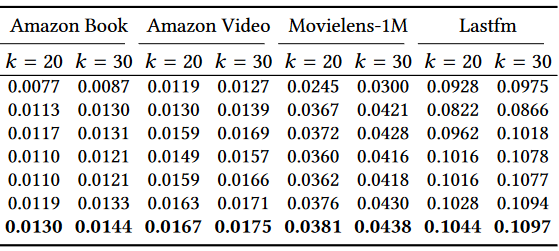 Amazon Book Amazon Video Movielens-1M Lastfm
k = 20 k = 30 k = 20 k = 30 k = 20 k = 30 k = 20 k = 30
0.0077 0.0087 0.0119 0.0127 0.0245 0.0300 0.0928 0.0975
0.0113 0.0130 0.0130 0.0139 0.0367 0.0421 0.0822 0.0866
0.0117 0.0131 0.0159 0.0169 0.0372 0.0428 0.0962 0.1018
0.0110 0.0121 0.0149 0.0157 0.0360 0.0416 0.1016 0.1078
0.0110 0.0121 0.0159 0.0166 0.0362 0.0418 0.1016 0.1077
0.0119 0.0133 0.0163 0.0171 0.0376 0.0430 0.1028 0.1094
0.0130 0.0144 0.0167 0.0175 0.0381 0.0438 0.1044 0.1097